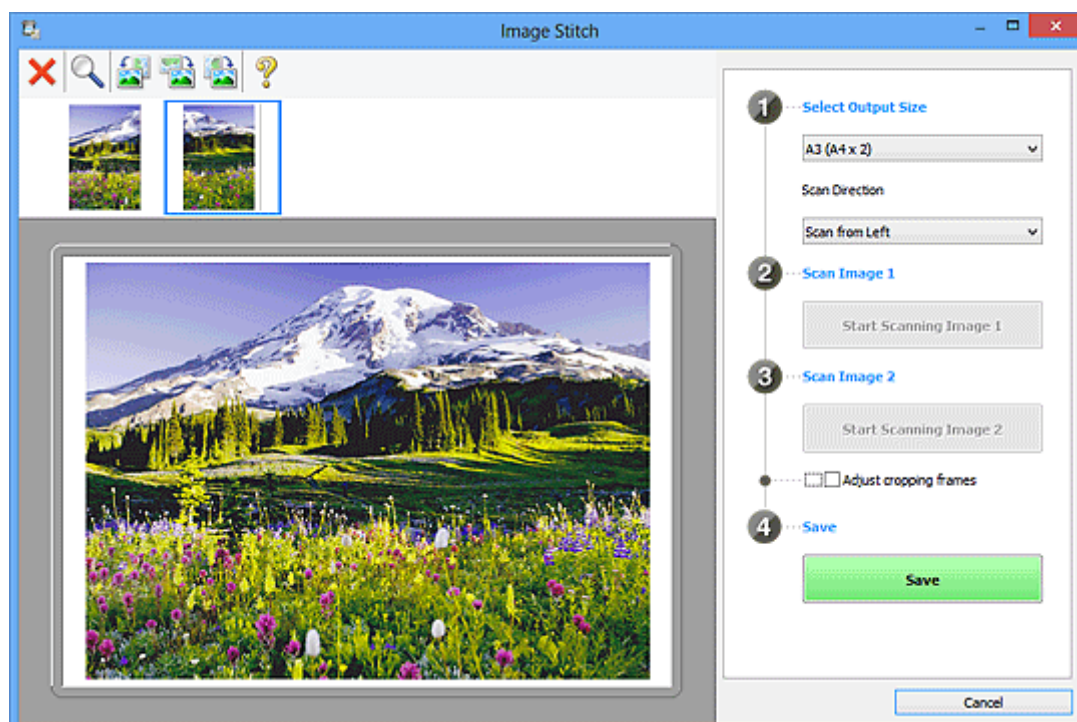 Image Stitch
1 Select Output Size
A3 (A4 x 2)
Scan Direction
Scan from Left
2 Scan Image 1
Start Scanning Image 1
3 Scan Image 2
Start Scanning Image 2
Adjust cropping frames
4 Save
Save
Cancel